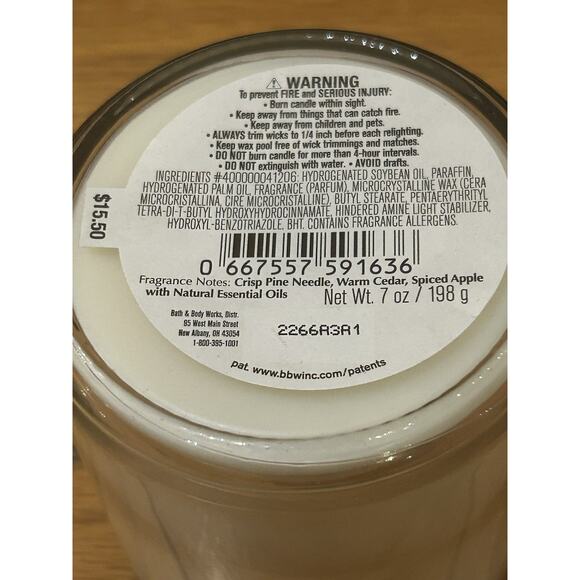 ⚠ WARNING
To prevent FIRE and SERIOUS INJURY:
• Burn candle within sight.
• Keep away from things that can catch fire.
• Keep away from children and pets.
• ALWAYS trim wicks to 1/4 inch before each relighting.
• Keep wax pool free of wick trimmings and matches.
• DO NOT burn candle for more than 4-hour intervals.
• DO NOT extinguish with water. • AVOID drafts.
INGREDIENTS #400000041206: HYDROGENATED SOYBEAN OIL, PARAFFIN,
HYDROGENATED PALM OIL, FRAGRANCE (PARFUM), MICROCRYSTALLINE WAX (CERA
MICROCRISTALLINA, CIRE MICROCRISTALLINE), BUTYL STEARATE, PENTAERYTHRITYL
TETRA-DI-T-BUTYL HYDROXYHYDROCINNAMATE, HINDERED AMINE LIGHT STABILIZER,
HYDROXYL-BENZOTRIAZOLE, BHT. CONTAINS FRAGRANCE ALLERGENS.
$15.50
0 667557 591636
Fragrance Notes: Crisp Pine Needle, Warm Cedar, Spiced Apple
with Natural Essential Oils
Net Wt. 7 oz / 198 g
Bath & Body Works, Distr.
95 West Main Street
New Albany, OH 43054
1-800-395-1001
2266A3A1
pat. www.bbwinc.com/patents